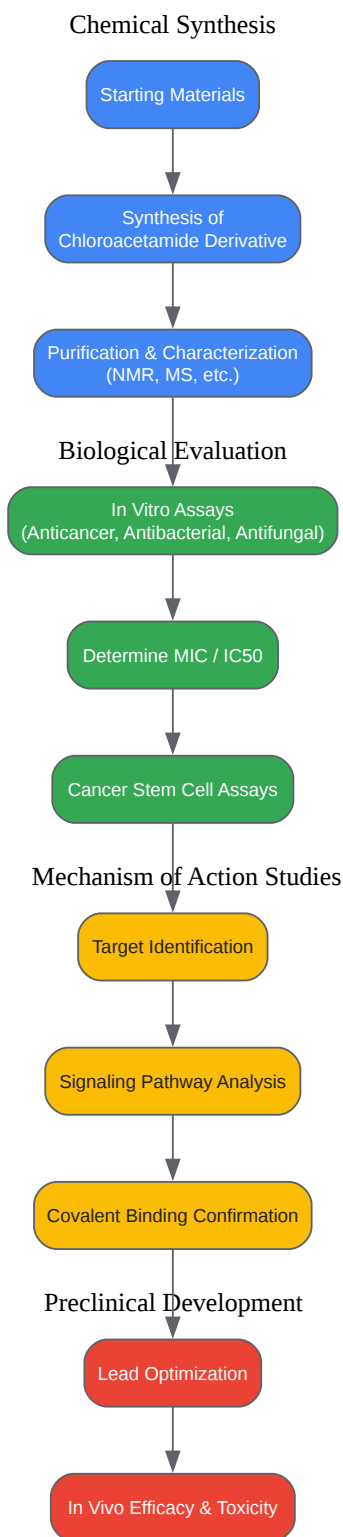 Chemical Synthesis
Starting Materials
Synthesis of
Chloroacetamide Derivative
Purification & Characterization
(NMR, MS, etc.)
Biological Evaluation
In Vitro Assays
(Anticancer, Antibacterial, Antifungal)
Determine MIC / IC50
Cancer Stem Cell Assays
Mechanism of Action Studies
Target Identification
Signaling Pathway Analysis
Covalent Binding Confirmation
Preclinical Development
Lead Optimization
In Vivo Efficacy & Toxicity